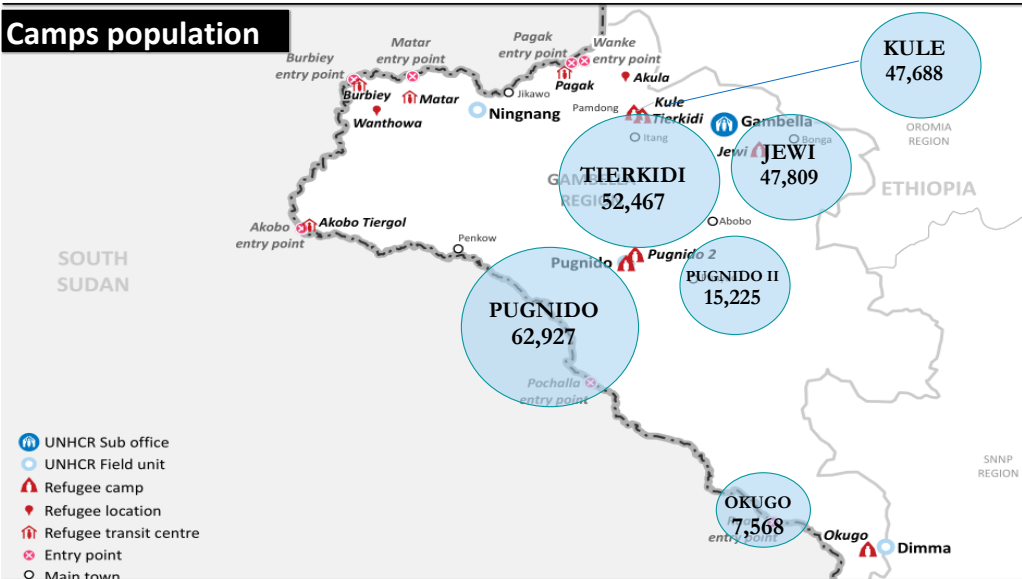 Camps population
Burbiey
entry point
Matar
entry point
Pagak
entry point
Wanke
entry point
KULE
47,688
Akula
Pagak
Jikawo
Burbiey
Matar
Wanthowa
Ningnang
Pamdong
Kule
Tierkidi
Itang
Gambella
Bonga
Jewi
JEWI
47,809
OROMIA
REGION
ETHIOPIA
GAMBELLA
REGION
TIERKIDI
52,467
Abobo
Akobo
entry point
Akobo Tiergol
Penkow
SOUTH
SUDAN
Pugnido
Pugnido 2
PUGNIDO II
15,225
PUGNIDO
62,927
Pochalla
entry point
UNHCR Sub office
UNHCR Field unit
Refugee camp
Refugee location
Refugee transit centre
Entry point
Main town
SNNP
REGION
OKUGO
7,568
entry point
Okugo
Dimma